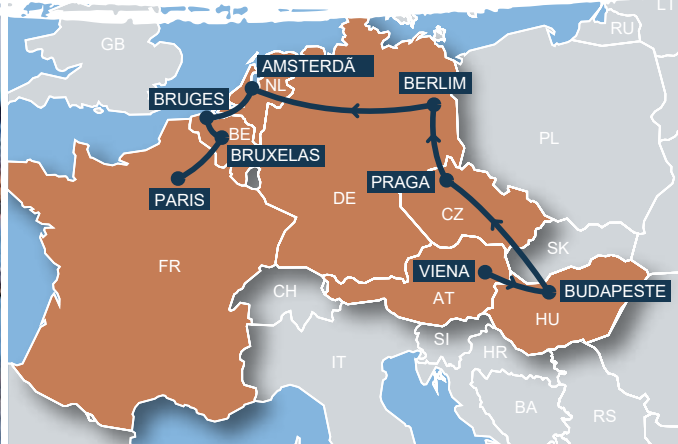 LT
RU
GB
AMSTERDÃ
NL
BERLIM
BRUGES
BE
BRUXELAS
PL
PRAGA
DE
PARIS
CZ
SK
FR
VIENA
CH
AT
BUDAPESTE
HU
SI
HR
IT
BA
RS